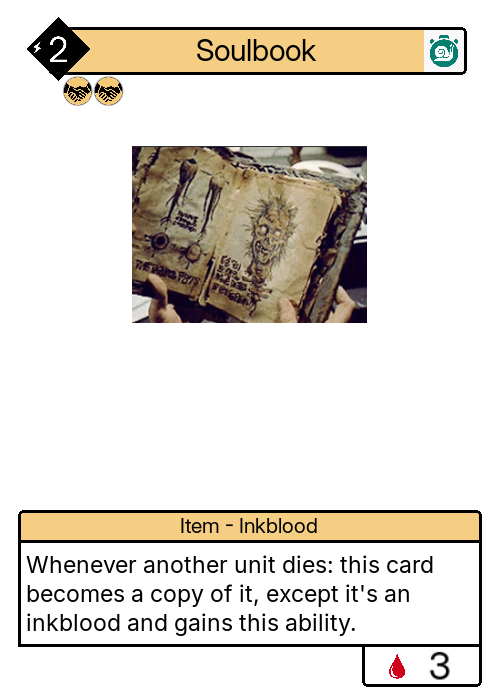 2
Soulbook
Item - Inkblood
Whenever another unit dies: this card
becomes a copy of it, except it's an
inkblood and gains this ability.
3